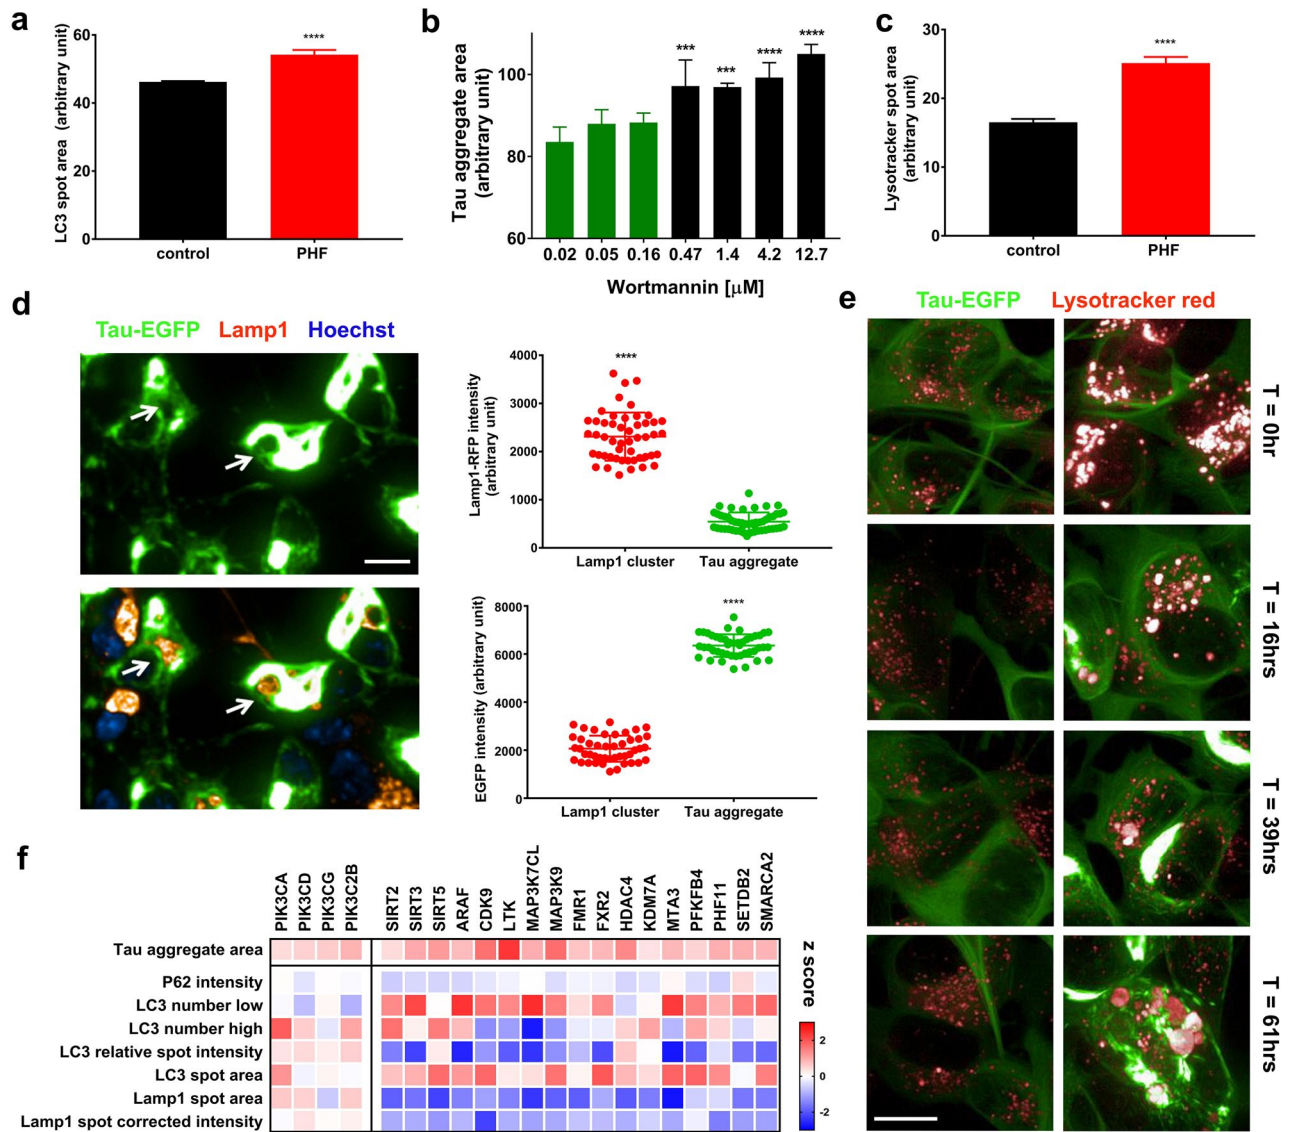 a
LC3 spot area (arbitrary unit)
60
40
20
0
****
control
PHF
b
Tau aggregate area
(arbitrary unit)
100
80
60
***
***
****
****
0.02
0.05
0.16
0.47
1.4
4.2
12.7
Wortmannin [μM]
c
Lysotracker spot area
(arbitrary unit)
30
20
10
0
****
control
PHF
d
Tau-EGFP Lamp1 Hoechst
Lamp1-RFP intensity
(arbitrary unit)
4000
3000
2000
1000
0
****
Lamp1 cluster
Tau aggregate
EGFP intensity (arbitrary unit)
8000
6000
4000
2000
0
****
Lamp1 cluster
Tau aggregate
e
Tau-EGFP Lysotracker red
T = 0hr
T = 16hrs
T = 39hrs
T = 61hrs
f
PIK3CA
PIK3CD
PIK3CG
PIK3C2B
SIRT2
SIRT3
SIRT5
ARAF
CDK9
LTK
MAP3K7CL
MAP3K9
FMR1
FXR2
HDAC4
KDM7A
MTA3
PFKFB4
PHF11
SETDB2
SMARCA2
Tau aggregate area
P62 intensity
LC3 number low
LC3 number high
LC3 relative spot intensity
LC3 spot area
Lamp1 spot area
Lamp1 spot corrected intensity
z score
2
0
-2